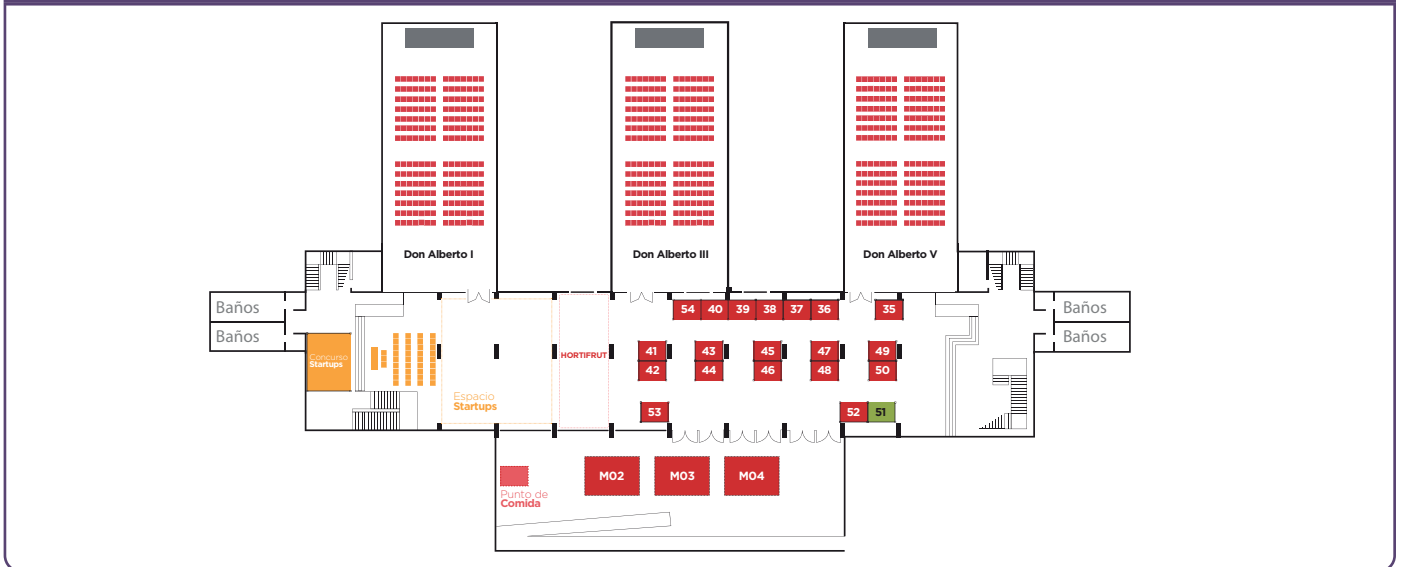 Don Alberto I
Don Alberto III
Don Alberto V
Baños
Baños
Baños
Baños
54
40
39
38
37
36
35
Concurso
Startups
HORTIFRUT
41
43
45
47
49
42
44
46
48
50
Espacio
Startups
53
52
51
M02
M03
M04
Punto de
Comida